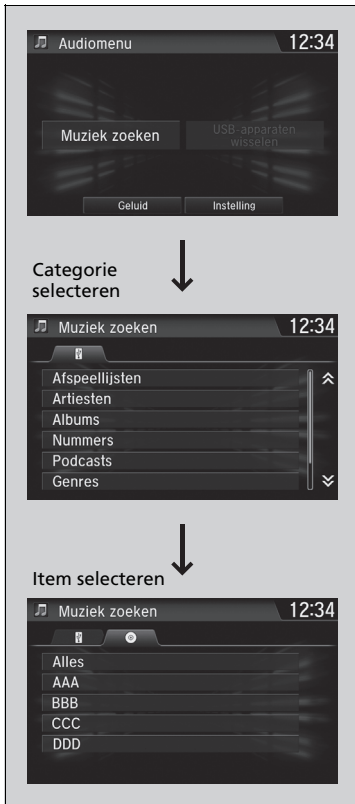 Audiomenu 12:34
Muziek zoeken
USB-apparaten
wisselen
Geluid Instelling
Categorie
selecteren
Muziek zoeken 12:34
Afspeellijsten
Artiesten
Albums
Nummers
Podcasts
Genres
Item selecteren
Muziek zoeken 12:34
Alles
AAA
BBB
CCC
DDD